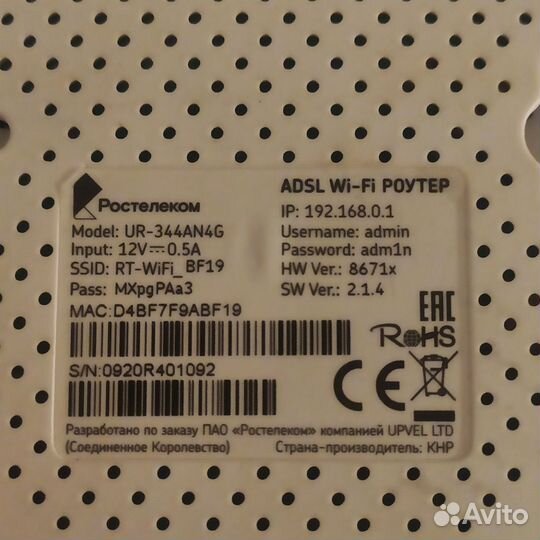 Ростелеком
Model: UR-344AN4G
Input: 12V⎓0.5A
SSID: RT-WiFi_BF19
Pass: MXpgPAa3
MAC:D4BF7F9ABF19
S/N:0920R401092
ADSL Wi-Fi РОУТЕР
IP: 192.168.0.1
Username: admin
Password: adm1n
HW Ver.: 8671x
SW Ver.: 2.1.4
EAC
RoHS
CE
Разработано по заказу ПАО «Ростелеком» компанией UPVEL LTD
(Соединенное Королевство) Страна-производитель: КНР
Avito